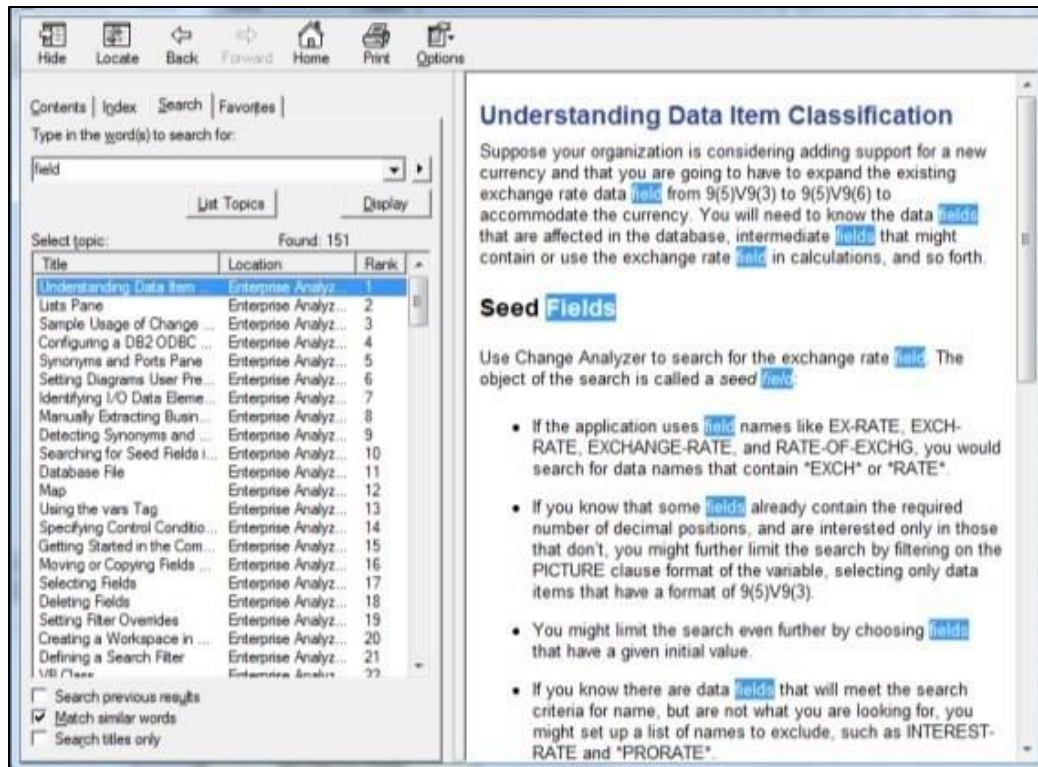 Hide Locate Back Forward Home Print Options
Contents Index Search Favorites
Type in the word(s) to search for:
field
List Topics Display
Select topic: Found: 151
Title Location Rank
Understanding Data Item ... Enterprise Analyz... 1
Lists Pane Enterprise Analyz... 2
Sample Usage of Change ... Enterprise Analyz... 3
Configuring a DB2 ODBC ... Enterprise Analyz... 4
Synonyms and Ports Pane Enterprise Analyz... 5
Setting Diagrams User Pre... Enterprise Analyz... 6
Identifying I/O Data Eleme... Enterprise Analyz... 7
Manually Extracting Busin... Enterprise Analyz... 8
Detecting Synonyms and ... Enterprise Analyz... 9
Searching for Seed Fields i... Enterprise Analyz... 10
Database File Enterprise Analyz... 11
Map Enterprise Analyz... 12
Using the vars Tag Enterprise Analyz... 13
Specifying Control Conditio... Enterprise Analyz... 14
Getting Started in the Com... Enterprise Analyz... 15
Moving or Copying Fields ... Enterprise Analyz... 16
Selecting Fields Enterprise Analyz... 17
Deleting Fields Enterprise Analyz... 18
Setting Filter Overrides Enterprise Analyz... 19
Creating a Workspace in ... Enterprise Analyz... 20
Defining a Search Filter Enterprise Analyz... 21
VB Class Enterprise Analyz... 22
Search previous results
Match similar words
Search titles only
Understanding Data Item Classification
Suppose your organization is considering adding support for a new
currency and that you are going to have to expand the existing
exchange rate data field from 9(5)V9(3) to 9(5)V9(6) to
accommodate the currency. You will need to know the data fields
that are affected in the database, intermediate fields that might
contain or use the exchange rate field in calculations, and so forth.
Seed Fields
Use Change Analyzer to search for the exchange rate field. The
object of the search is called a seed field:
• If the application uses field names like EX-RATE, EXCH-
RATE, EXCHANGE-RATE, and RATE-OF-EXCHG, you would
search for data names that contain *EXCH* or *RATE*.
• If you know that some fields already contain the required
number of decimal positions, and are interested only in those
that don't, you might further limit the search by filtering on the
PICTURE clause format of the variable, selecting only data
items that have a format of 9(5)V9(3).
• You might limit the search even further by choosing fields
that have a given initial value.
• If you know there are data fields that will meet the search
criteria for name, but are not what you are looking for, you
might set up a list of names to exclude, such as INTEREST-
RATE and *PRORATE*.